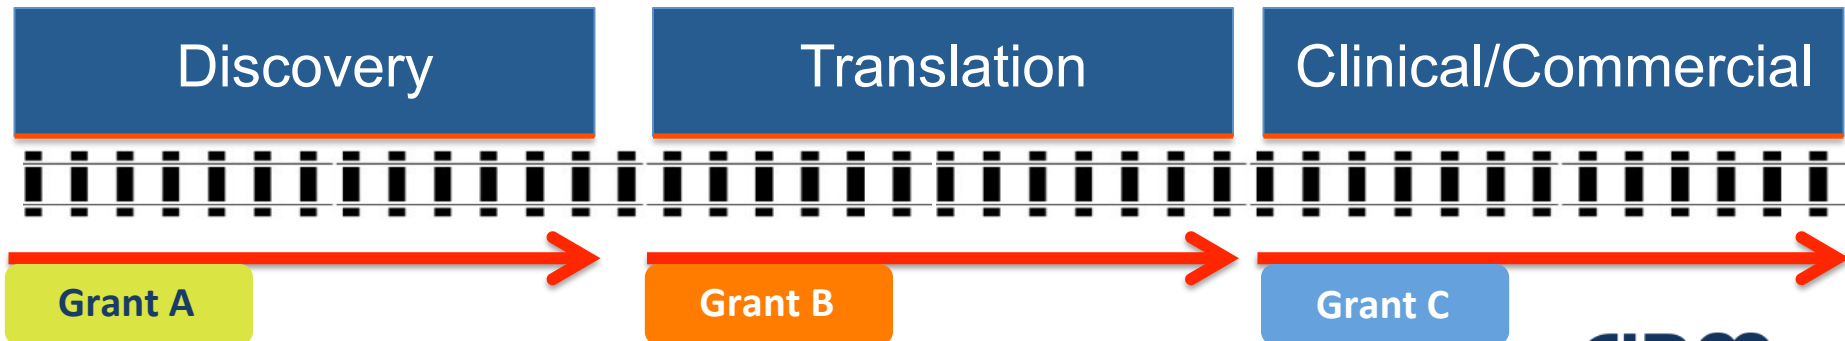 Discovery
Translation
Clinical/Commercial
Grant A
Grant B
Grant C